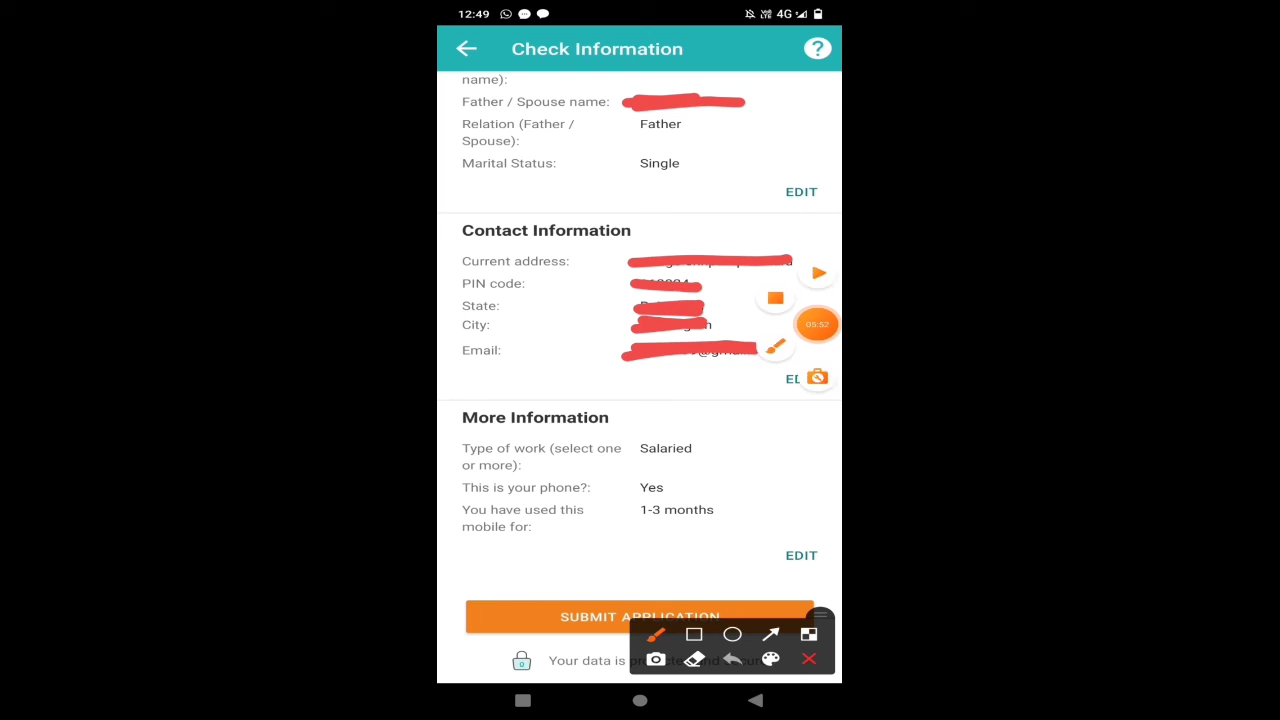 12:49 4G
Check Information ?
name):
Father / Spouse name:
Relation (Father / Father
Spouse):
Marital Status: Single
EDIT
Contact Information
Current address:
PIN code:
State:
City:
05:52
Email:
More Information
Type of work (select one Salaried
or more):
This is your phone?: Yes
You have used this 1-3 months
mobile for:
EDIT
SUBMIT APPLICATION
Your data is